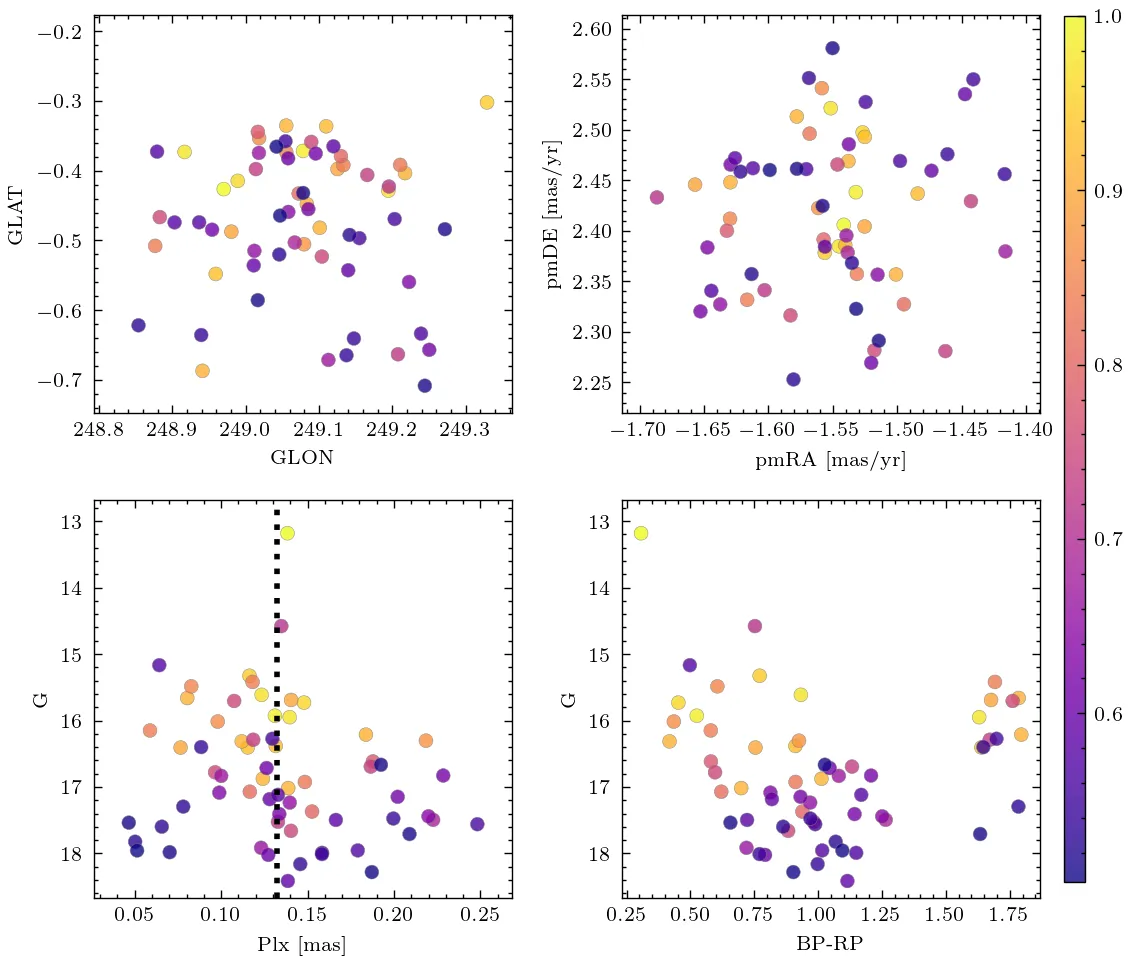 −0.2
−0.3
−0.4
−0.5
−0.6
−0.7
GLAT
248.8 248.9 249.0 249.1 249.2 249.3
GLON
2.60
2.55
2.50
2.45
2.40
2.35
2.30
2.25
pmDE [mas/yr]
−1.70 −1.65 −1.60 −1.55 −1.50 −1.45 −1.40
pmRA [mas/yr]
1.0
0.9
0.8
0.7
0.6
13
14
15
16
17
18
G
0.05 0.10 0.15 0.20 0.25
Plx [mas]
13
14
15
16
17
18
G
0.25 0.50 0.75 1.00 1.25 1.50 1.75
BP-RP